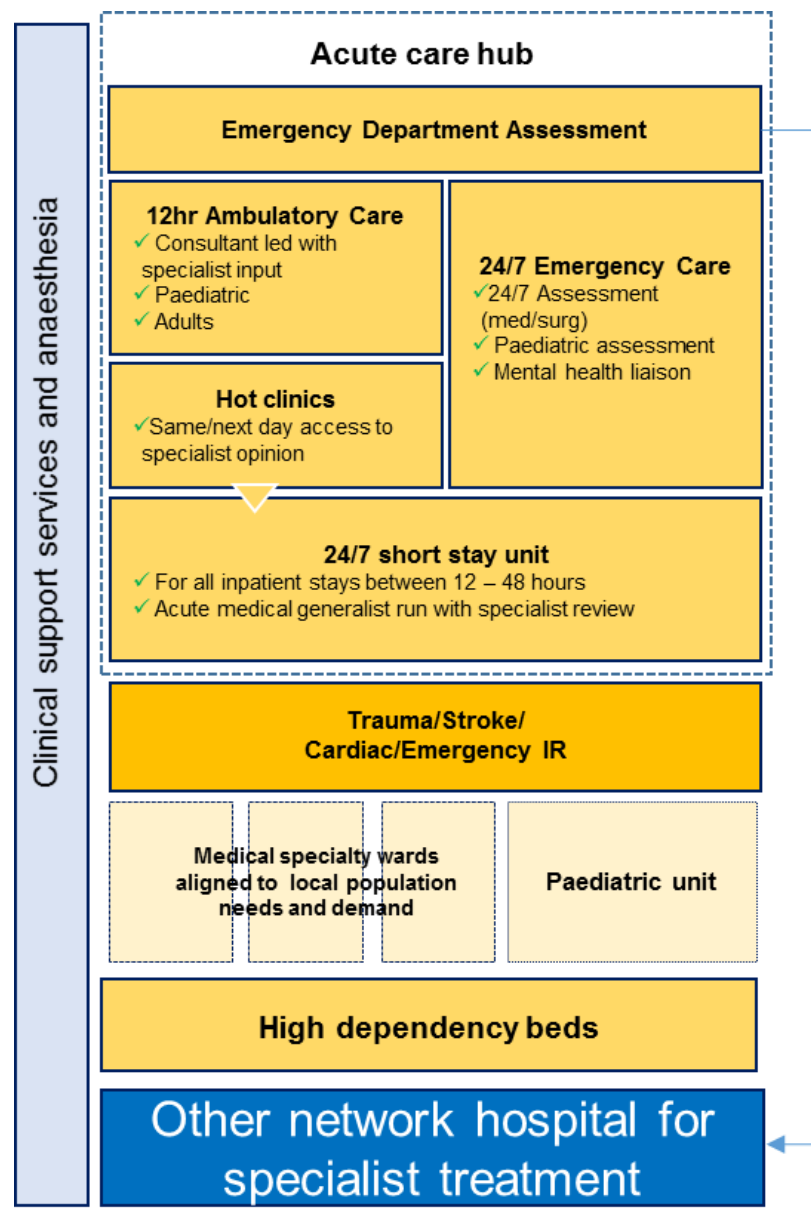 Clinical support services and anaesthesia
Acute care hub
Emergency Department Assessment
12hr Ambulatory Care
✓ Consultant led with
specialist input
✓ Paediatric
✓ Adults
24/7 Emergency Care
✓24/7 Assessment
(med/surg)
✓ Paediatric assessment
✓ Mental health liaison
Hot clinics
✓Same/next day access to
specialist opinion
24/7 short stay unit
✓ For all inpatient stays between 12 – 48 hours
✓ Acute medical generalist run with specialist review
Trauma/Stroke/
Cardiac/Emergency IR
Medical specialty wards
aligned to local population
needs and demand
Paediatric unit
High dependency beds
Other network hospital for
specialist treatment